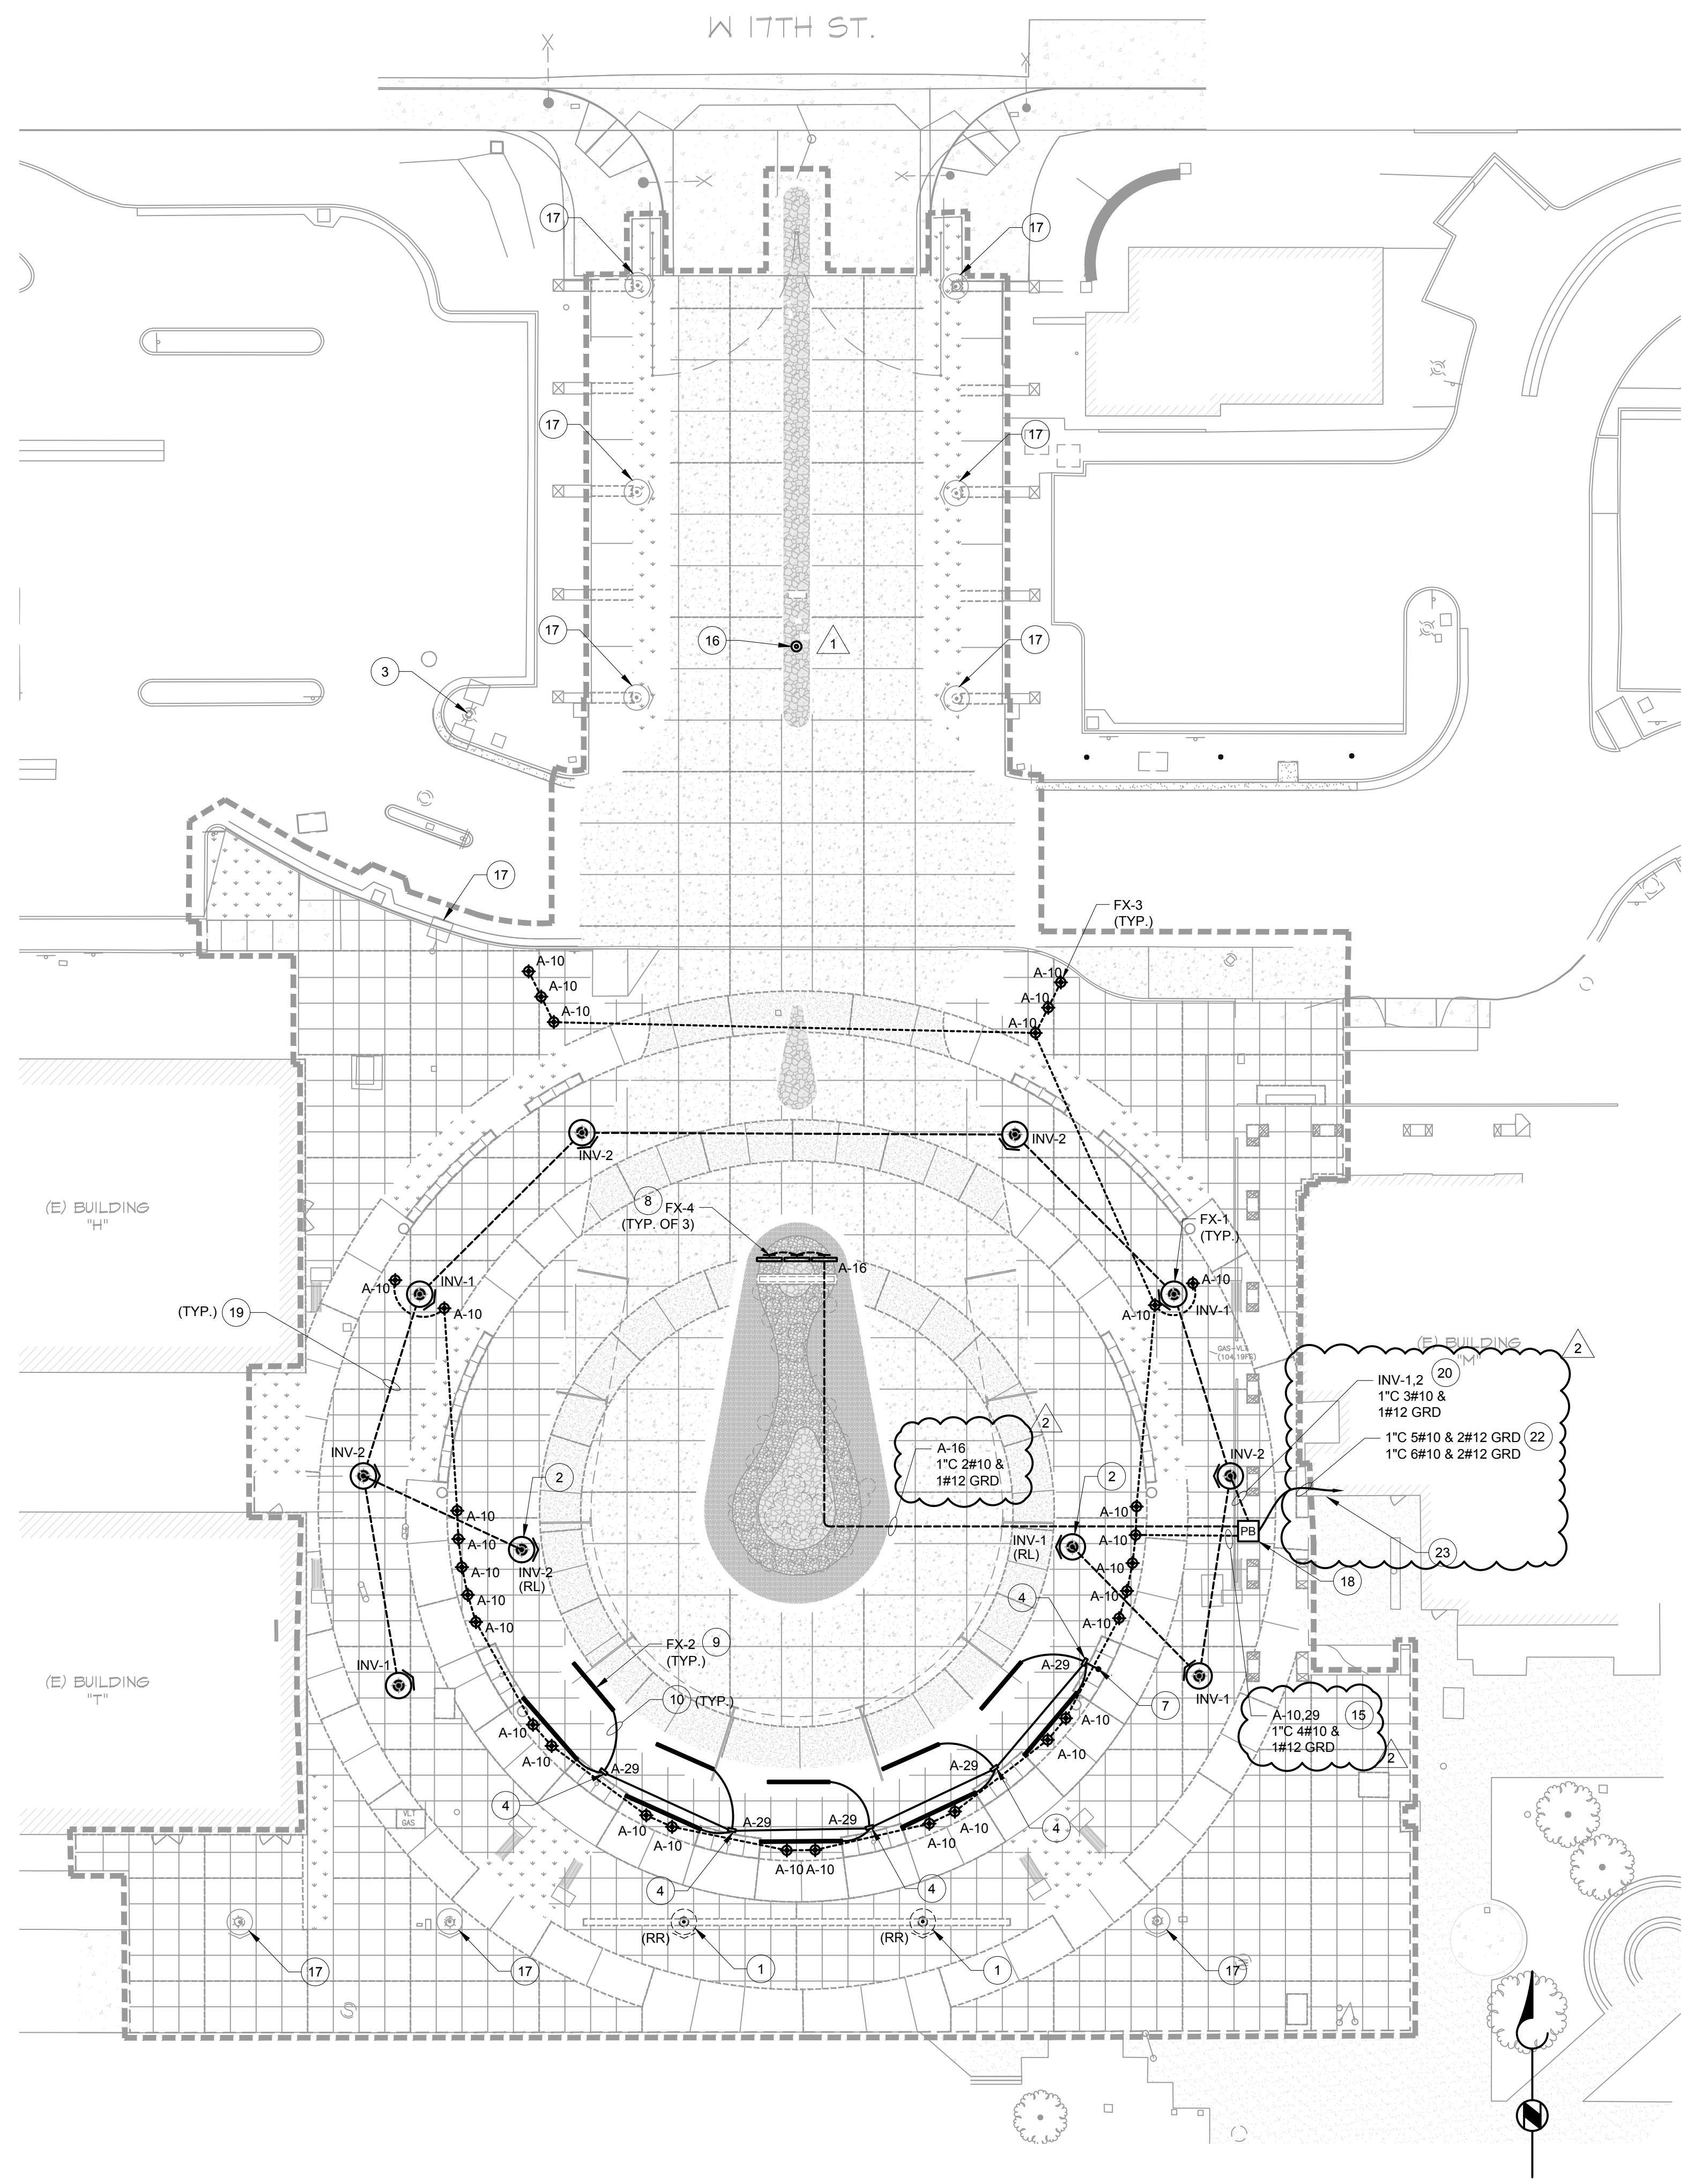 W 17TH ST.
17
17
17
17
16
1
17
17
3
17
FX-3
(TYP.)
A-10
A-10
A-10
A-10
A-10
A-10
INV-2
INV-2
(E) BUILDING
"H"
8
FX-4
(TYP. OF 3)
FX-1
(TYP.)
A-16
A-10
INV-1
A-10
A-10
INV-1
A-10
(TYP.)
19
GAS-VLT
(E) BUILDING
"M"
2
INV-1,2
20
1"C 3#10 &
1#12 GRD
1"C 5#10 & 2#12 GRD
22
1"C 6#10 & 2#12 GRD
2
A-16
1"C 2#10 &
1#12 GRD
INV-2
INV-2
2
2
A-10
A-10
A-10
A-10
A-10
INV-2
(RL)
INV-1
(RL)
A-10
A-10
A-10
A-10
A-10
PB
23
18
4
FX-2
(TYP.)
9
INV-1
A-29
10
(TYP.)
7
INV-1
(E) BUILDING
"T"
A-10
A-10
A-10
A-10
A-10,29
15
1"C 4#10 &
1#12 GRD
2
A-29
A-29
4
VLT
GAS
A-29
A-29
4
A-10
A-10
A-10
A-10
A-10
A-10
4
4
(RR)
(RR)
1
1
17
17
17
S
N